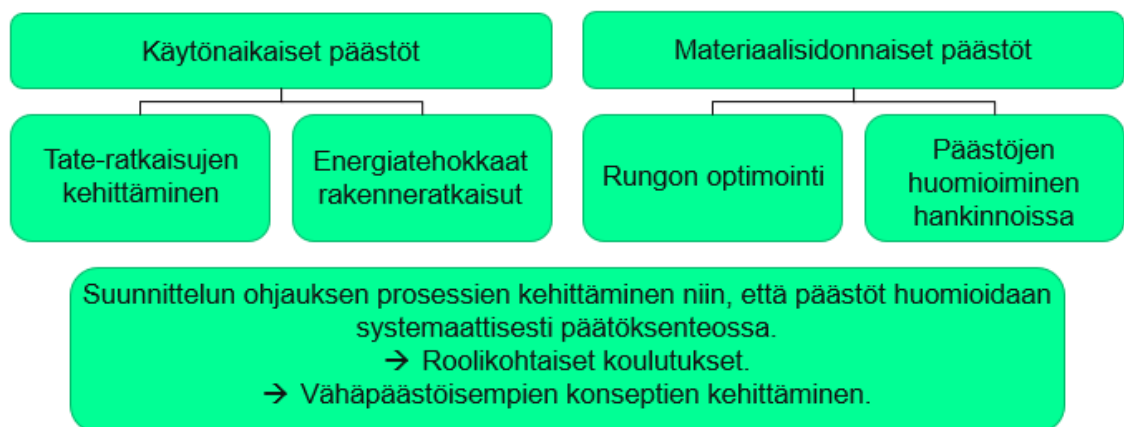 Käytönaikaiset päästöt
Materiaalisidonnaiset päästöt
Tate-ratkaisujen
kehittäminen
Energiatehokkaat
rakenneratkaisut
Rungon optimointi
Päästöjen
huomioiminen
hankinnoissa
Suunnittelun ohjauksen prosessien kehittäminen niin, että päästöt huomioidaan
systemaattisesti päätöksenteossa.
→ Roolikohtaiset koulutukset.
→ Vähäpäästöisempien konseptien kehittäminen.